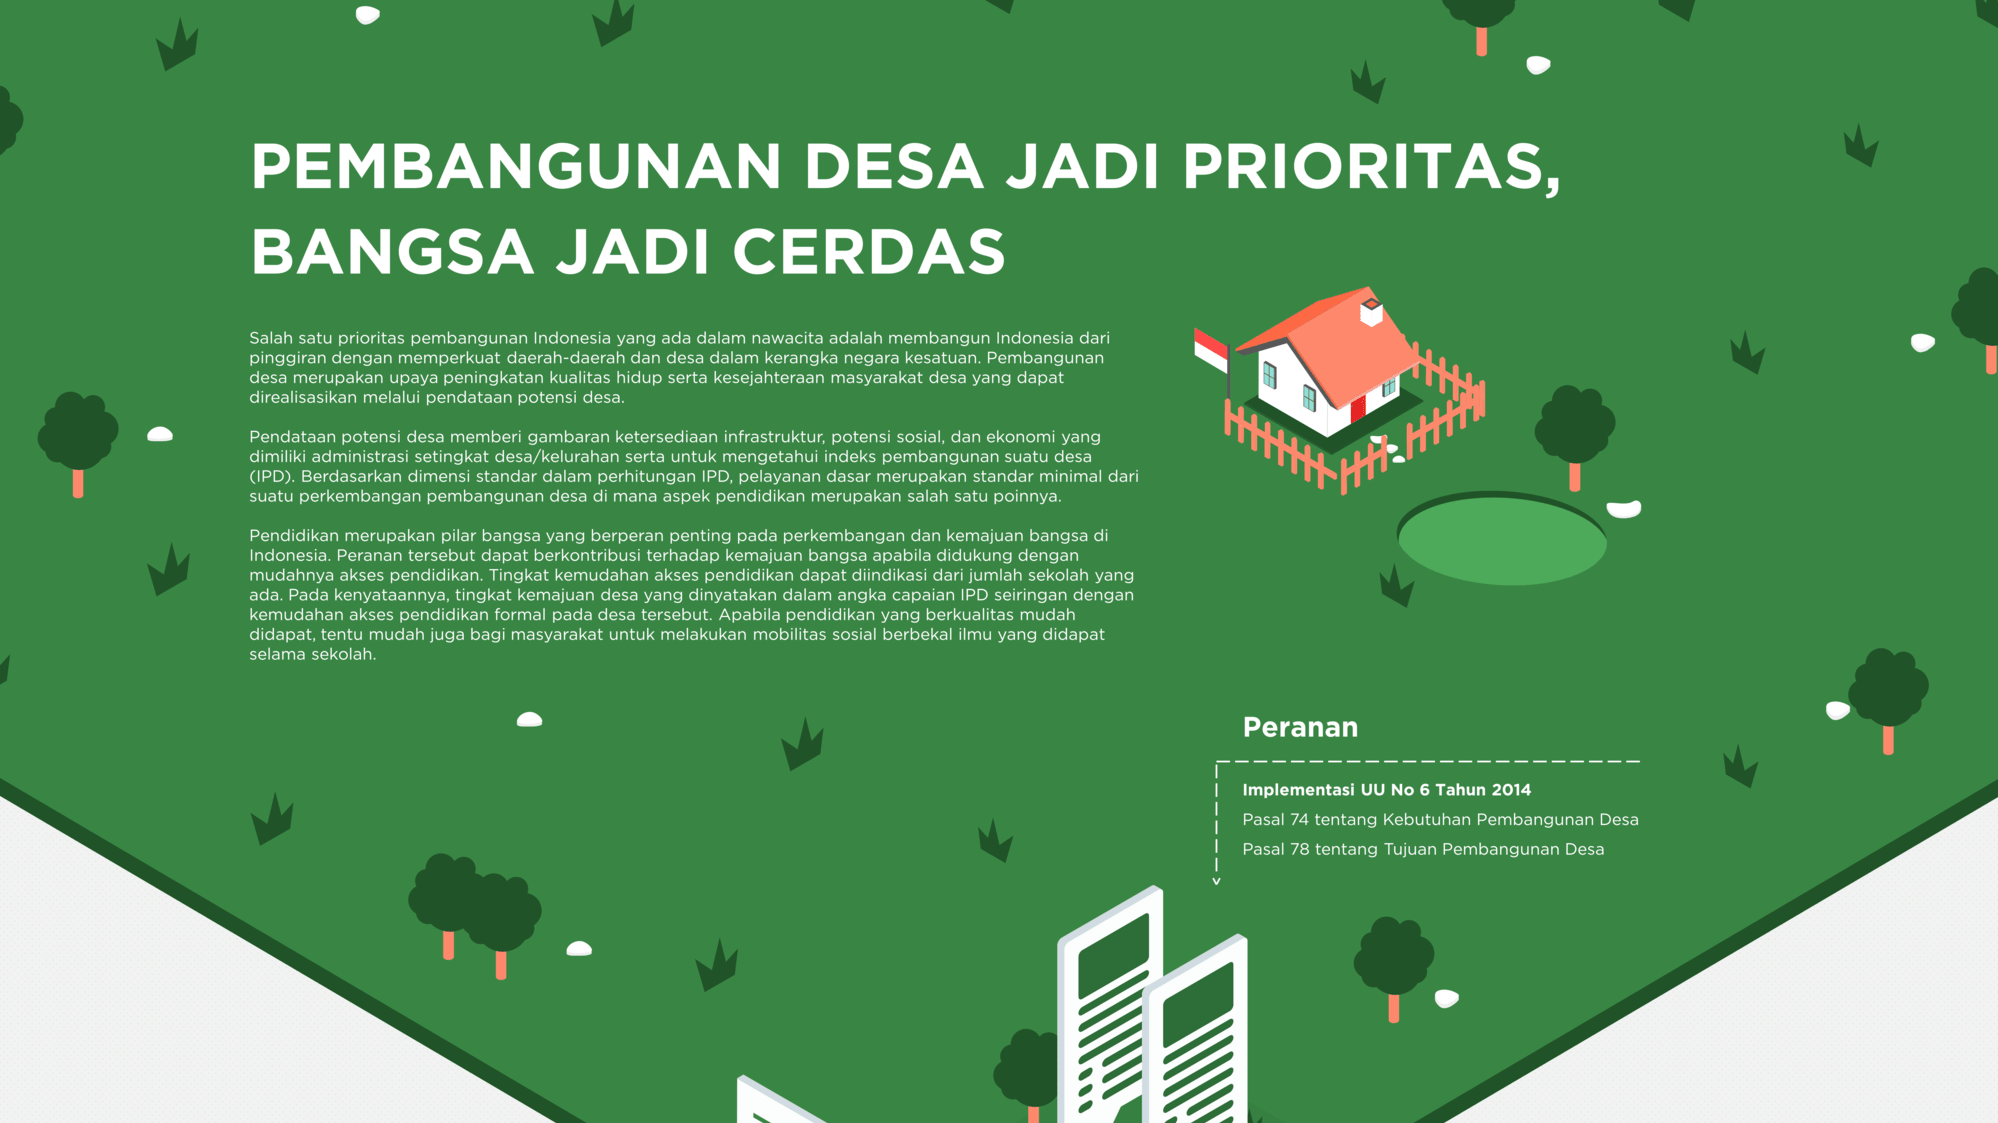 PEMBANGUNAN DESA JADI PRIORITAS,
BANGSA JADI CERDAS
Salah satu prioritas pembangunan Indonesia yang ada dalam nawacita adalah membangun Indonesia dari
pinggiran dengan memperkuat daerah-daerah dan desa dalam kerangka negara kesatuan. Pembangunan
desa merupakan upaya peningkatan kualitas hidup serta kesejahteraan masyarakat desa yang dapat
direalisasikan melalui pendataan potensi desa.
Pendataan potensi desa memberi gambaran ketersediaan infrastruktur, potensi sosial, dan ekonomi yang
dimiliki administrasi setingkat desa/kelurahan serta untuk mengetahui indeks pembangunan suatu desa
(IPD). Berdasarkan dimensi standar dalam perhitungan IPD, pelayanan dasar merupakan standar minimal dari
suatu perkembangan pembangunan desa di mana aspek pendidikan merupakan salah satu poinnya.
Pendidikan merupakan pilar bangsa yang berperan penting pada perkembangan dan kemajuan bangsa di
Indonesia. Peranan tersebut dapat berkontribusi terhadap kemajuan bangsa apabila didukung dengan
mudahnya akses pendidikan. Tingkat kemudahan akses pendidikan dapat diindikasi dari jumlah sekolah yang
ada. Pada kenyataannya, tingkat kemajuan desa yang dinyatakan dalam angka capaian IPD seiringan dengan
kemudahan akses pendidikan formal pada desa tersebut. Apabila pendidikan yang berkualitas mudah
didapat, tentu mudah juga bagi masyarakat untuk melakukan mobilitas sosial berbekal ilmu yang didapat
selama sekolah.
Peranan
Implementasi UU No 6 Tahun 2014
Pasal 74 tentang Kebutuhan Pembangunan Desa
Pasal 78 tentang Tujuan Pembangunan Desa